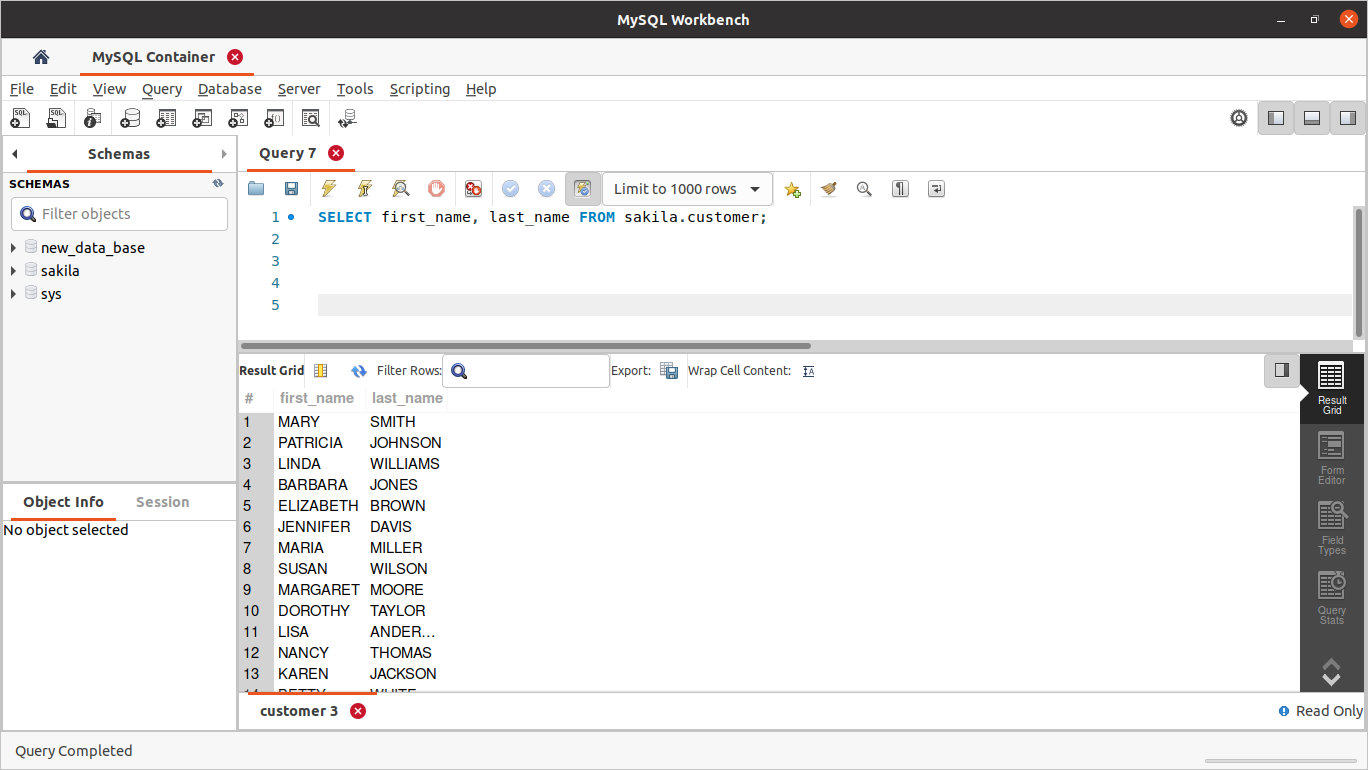 MySQL Workbench
MySQL Container
File Edit View Query Database Server Tools Scripting Help
Schemas
SCHEMAS
Filter objects
new_data_base
sakila
sys
Object Info Session
No object selected
Query 7
Limit to 1000 rows
1 SELECT first_name, last_name FROM sakila.customer;
2
3
4
5
Result Grid Filter Rows: Export: Wrap Cell Content:
# first_name last_name
1 MARY SMITH
2 PATRICIA JOHNSON
3 LINDA WILLIAMS
4 BARBARA JONES
5 ELIZABETH BROWN
6 JENNIFER DAVIS
7 MARIA MILLER
8 SUSAN WILSON
9 MARGARET MOORE
10 DOROTHY TAYLOR
11 LISA ANDER...
12 NANCY THOMAS
13 KAREN JACKSON
14 BETTY WHITE
Result
Grid
Form
Editor
Field
Types
Query
Stats
customer 3
Read Only
Query Completed